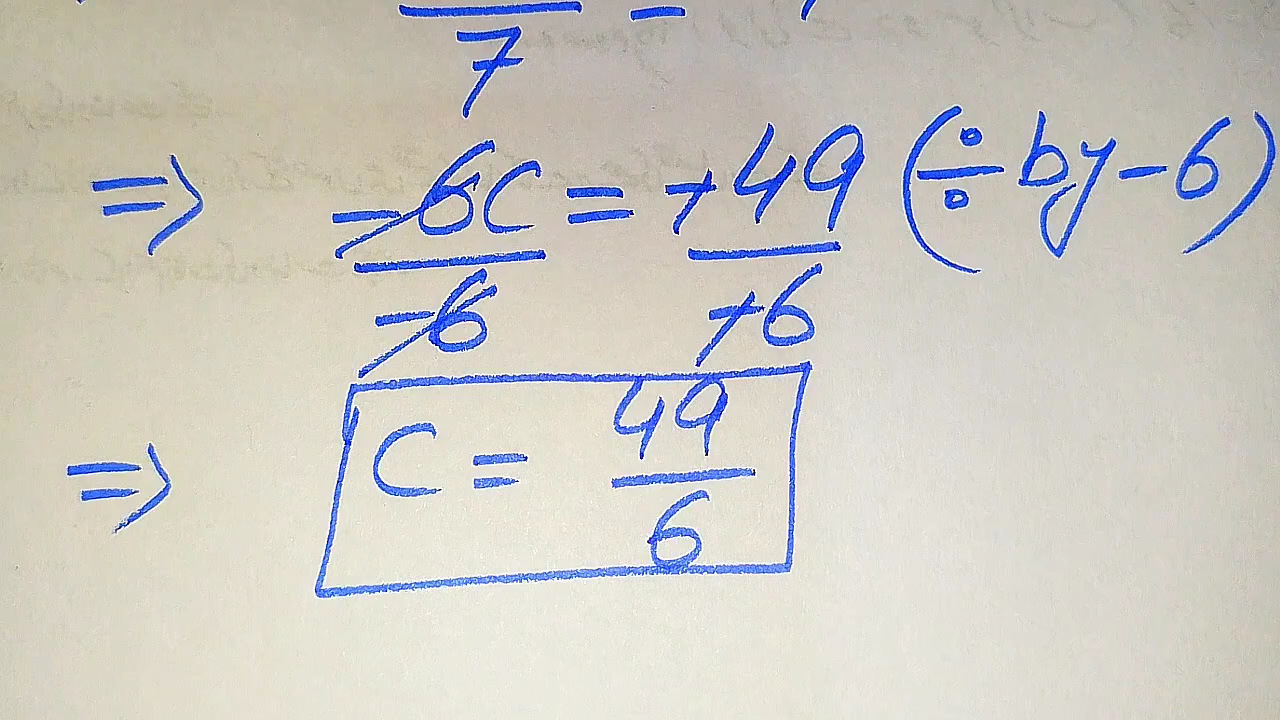 7
=> -6C = -49 (÷ by - 6)
-6 -6
=> C = 49
6